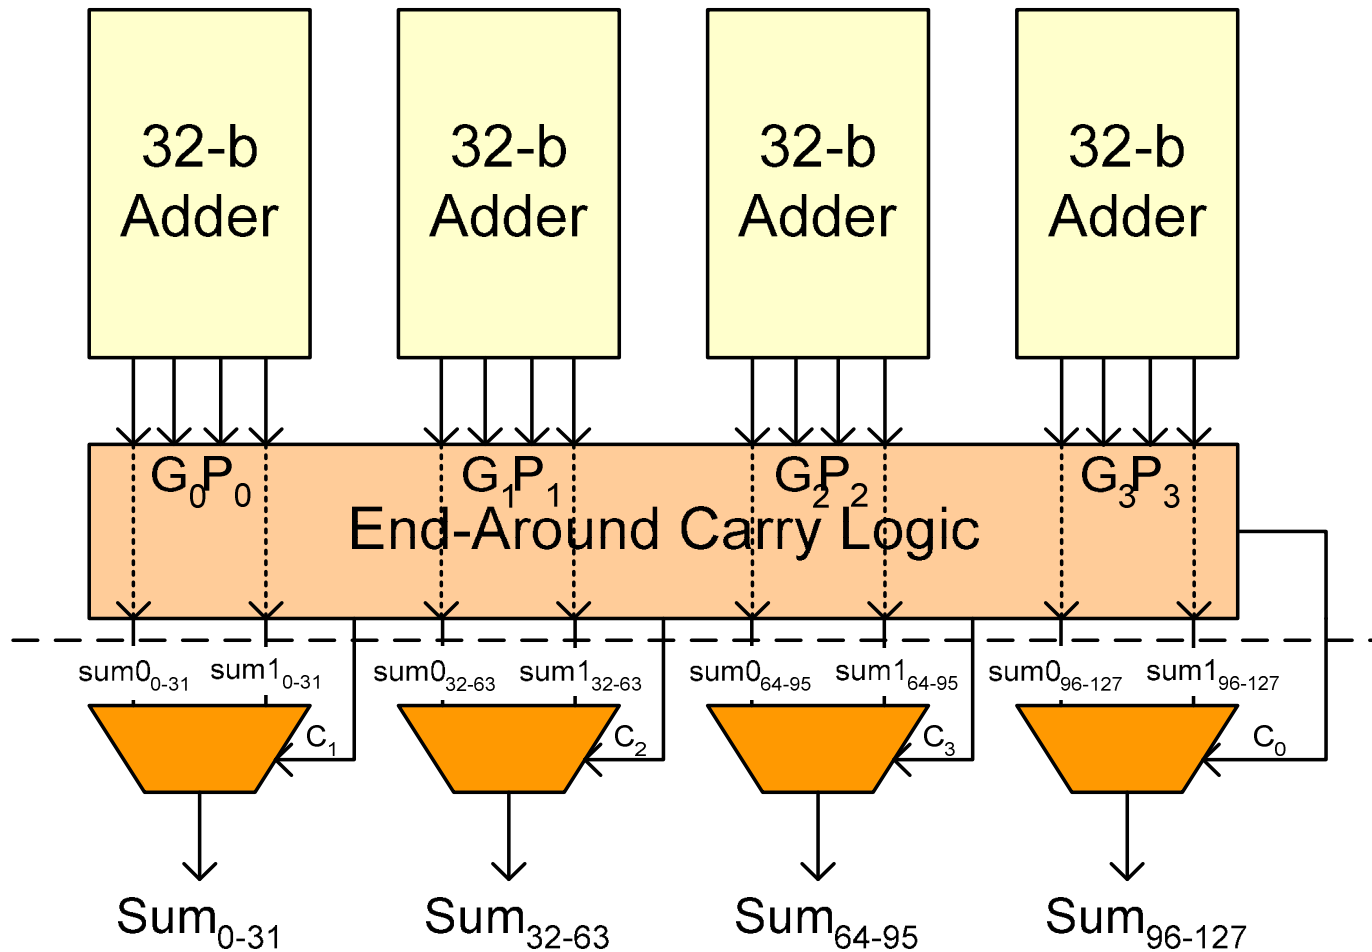 32-b
Adder
32-b
Adder
32-b
Adder
32-b
Adder
G₀P₀
G₁P₁
G₂P₂
G₃P₃
End-Around Carry Logic
sum0₀₋₃₁
sum1₀₋₃₁
sum0₃₂₋₆₃
sum1₃₂₋₆₃
sum0₆₄₋₉₅
sum1₆₄₋₉₅
sum0₉₆₋₁₂₇
sum1₉₆₋₁₂₇
C₁
C₂
C₃
C₀
Sum₀₋₃₁
Sum₃₂₋₆₃
Sum₆₄₋₉₅
Sum₉₆₋₁₂₇